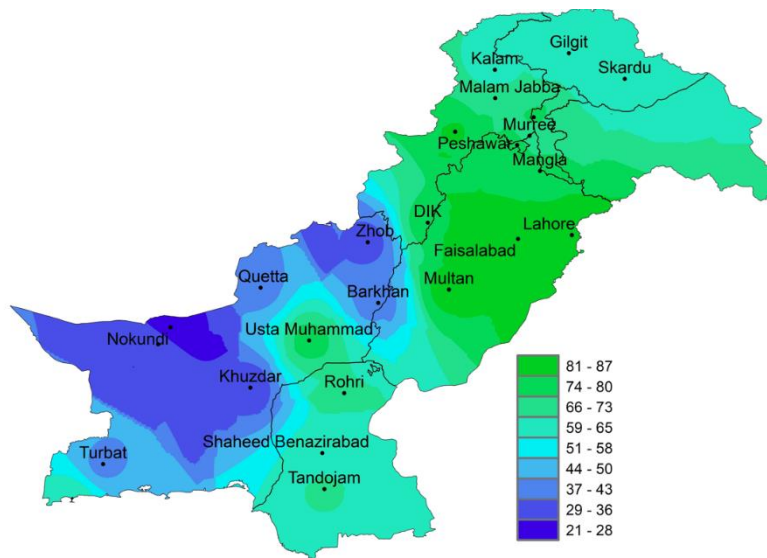 Gilgit
Kalam
Skardu
Malam Jabba
Murree
Peshawar
Mangla
DIK
Lahore
Zhob
Faisalabad
Quetta
Multan
Barkhan
Usta Muhammad
Nokundi
Khuzdar
Rohri
Shaheed Benazirabad
Turbat
Tandojam
81 - 87
74 - 80
66 - 73
59 - 65
51 - 58
44 - 50
37 - 43
29 - 36
21 - 28